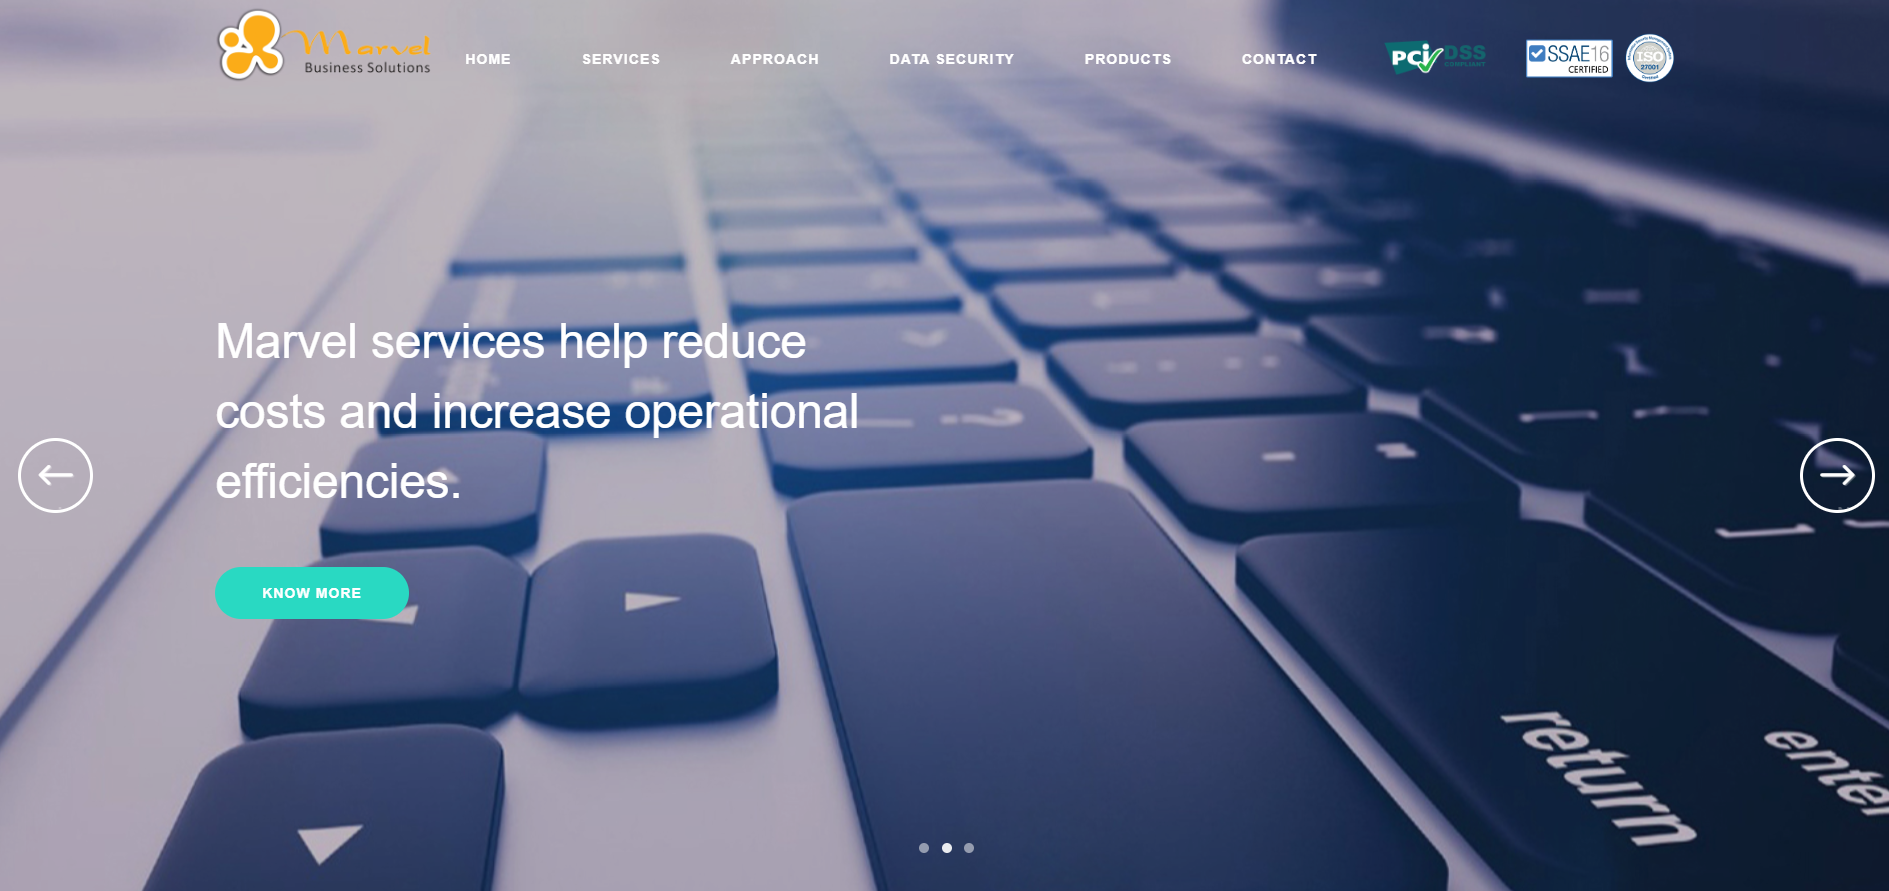 Marvel
Business Solutions
HOME
SERVICES
APPROACH
DATA SECURITY
PRODUCTS
CONTACT
PCi DSS
COMPLIANT
SSAE16
CERTIFIED
ISO
27001
Certified
Marvel services help reduce
costs and increase operational
efficiencies.
KNOW MORE
return
enter